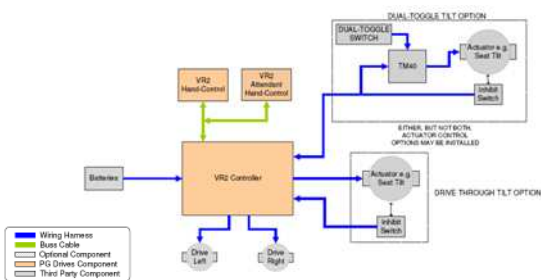 DUAL-TOGGLE TILT OPTION
DUAL-TOGGLE
SWITCH
Actuator e.g.
Seat Tilt
TM40
VR2
Hand-Control
VR2
Attendant
Hand-Control
Inhibit
Switch
EITHER, BUT NOT BOTH,
ACTUATOR CONTROL
OPTIONS MAY BE INSTALLED
Batteries
VR2 Controller
Actuator e.g.
Seat Tilt
DRIVE THROUGH TILT OPTION
Inhibit
Switch
Drive
Left
Drive
Right
Wiring Harness
Buss Cable
Optional Component
PG Drives Component
Third Party Component